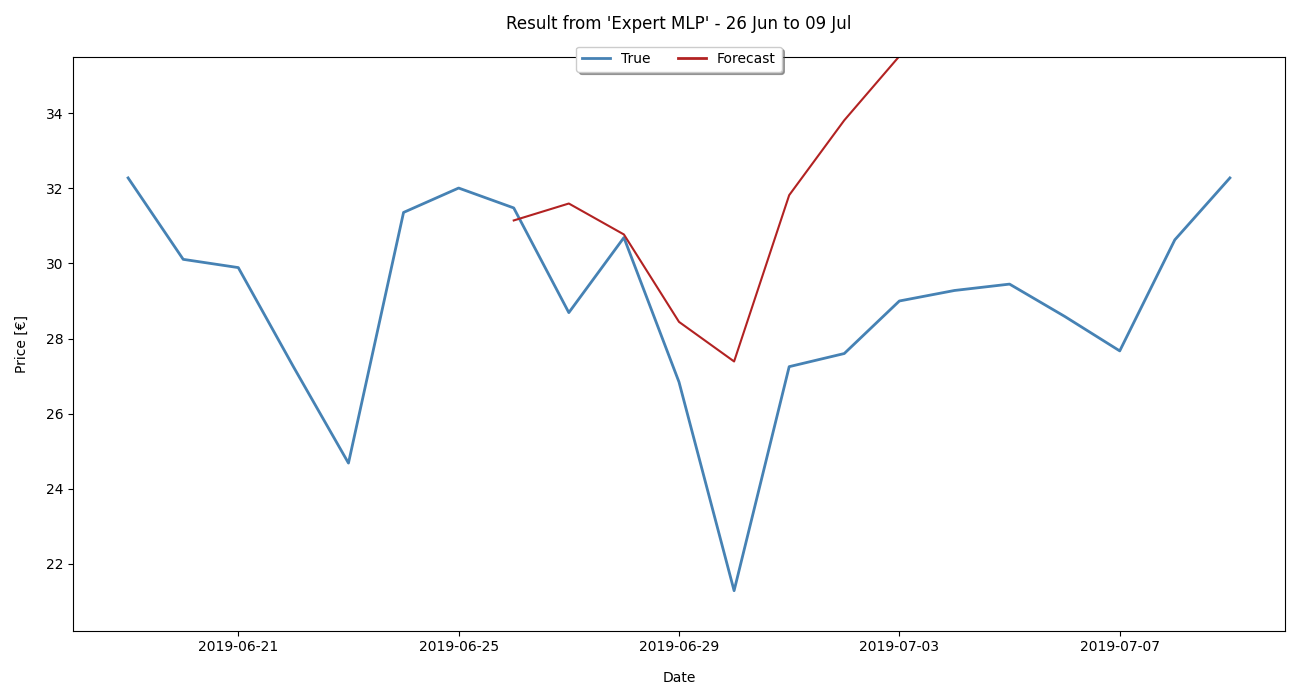 Result from 'Expert MLP' - 26 Jun to 09 Jul
True Forecast
34
32
30
28
26
24
22
Price [€]
2019-06-21 2019-06-25 2019-06-29 2019-07-03 2019-07-07
Date